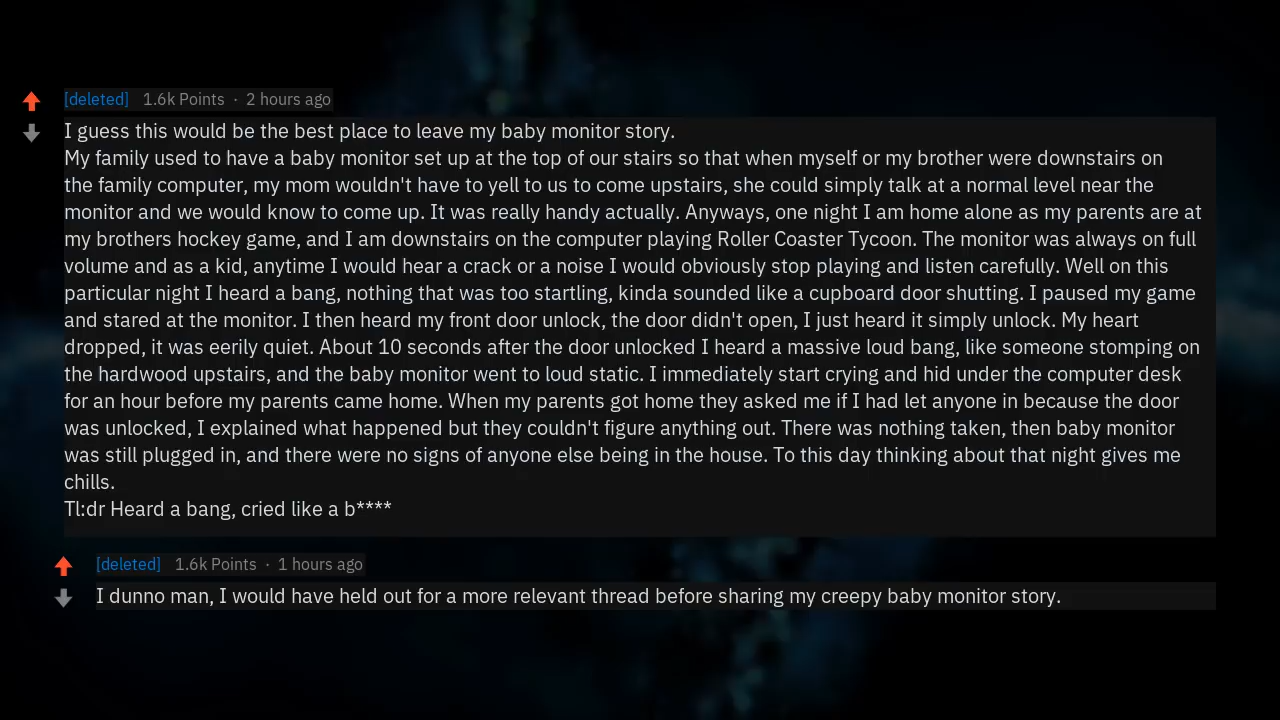 [deleted] 1.6k Points · 2 hours ago
I guess this would be the best place to leave my baby monitor story.
My family used to have a baby monitor set up at the top of our stairs so that when myself or my brother were downstairs on
the family computer, my mom wouldn't have to yell to us to come upstairs, she could simply talk at a normal level near the
monitor and we would know to come up. It was really handy actually. Anyways, one night I am home alone as my parents are at
my brothers hockey game, and I am downstairs on the computer playing Roller Coaster Tycoon. The monitor was always on full
volume and as a kid, anytime I would hear a crack or a noise I would obviously stop playing and listen carefully. Well on this
particular night I heard a bang, nothing that was too startling, kinda sounded like a cupboard door shutting. I paused my game
and stared at the monitor. I then heard my front door unlock, the door didn't open, I just heard it simply unlock. My heart
dropped, it was eerily quiet. About 10 seconds after the door unlocked I heard a massive loud bang, like someone stomping on
the hardwood upstairs, and the baby monitor went to loud static. I immediately start crying and hid under the computer desk
for an hour before my parents came home. When my parents got home they asked me if I had let anyone in because the door
was unlocked, I explained what happened but they couldn't figure anything out. There was nothing taken, then baby monitor
was still plugged in, and there were no signs of anyone else being in the house. To this day thinking about that night gives me
chills.
Tl:dr Heard a bang, cried like a b****
[deleted] 1.6k Points · 1 hours ago
I dunno man, I would have held out for a more relevant thread before sharing my creepy baby monitor story.